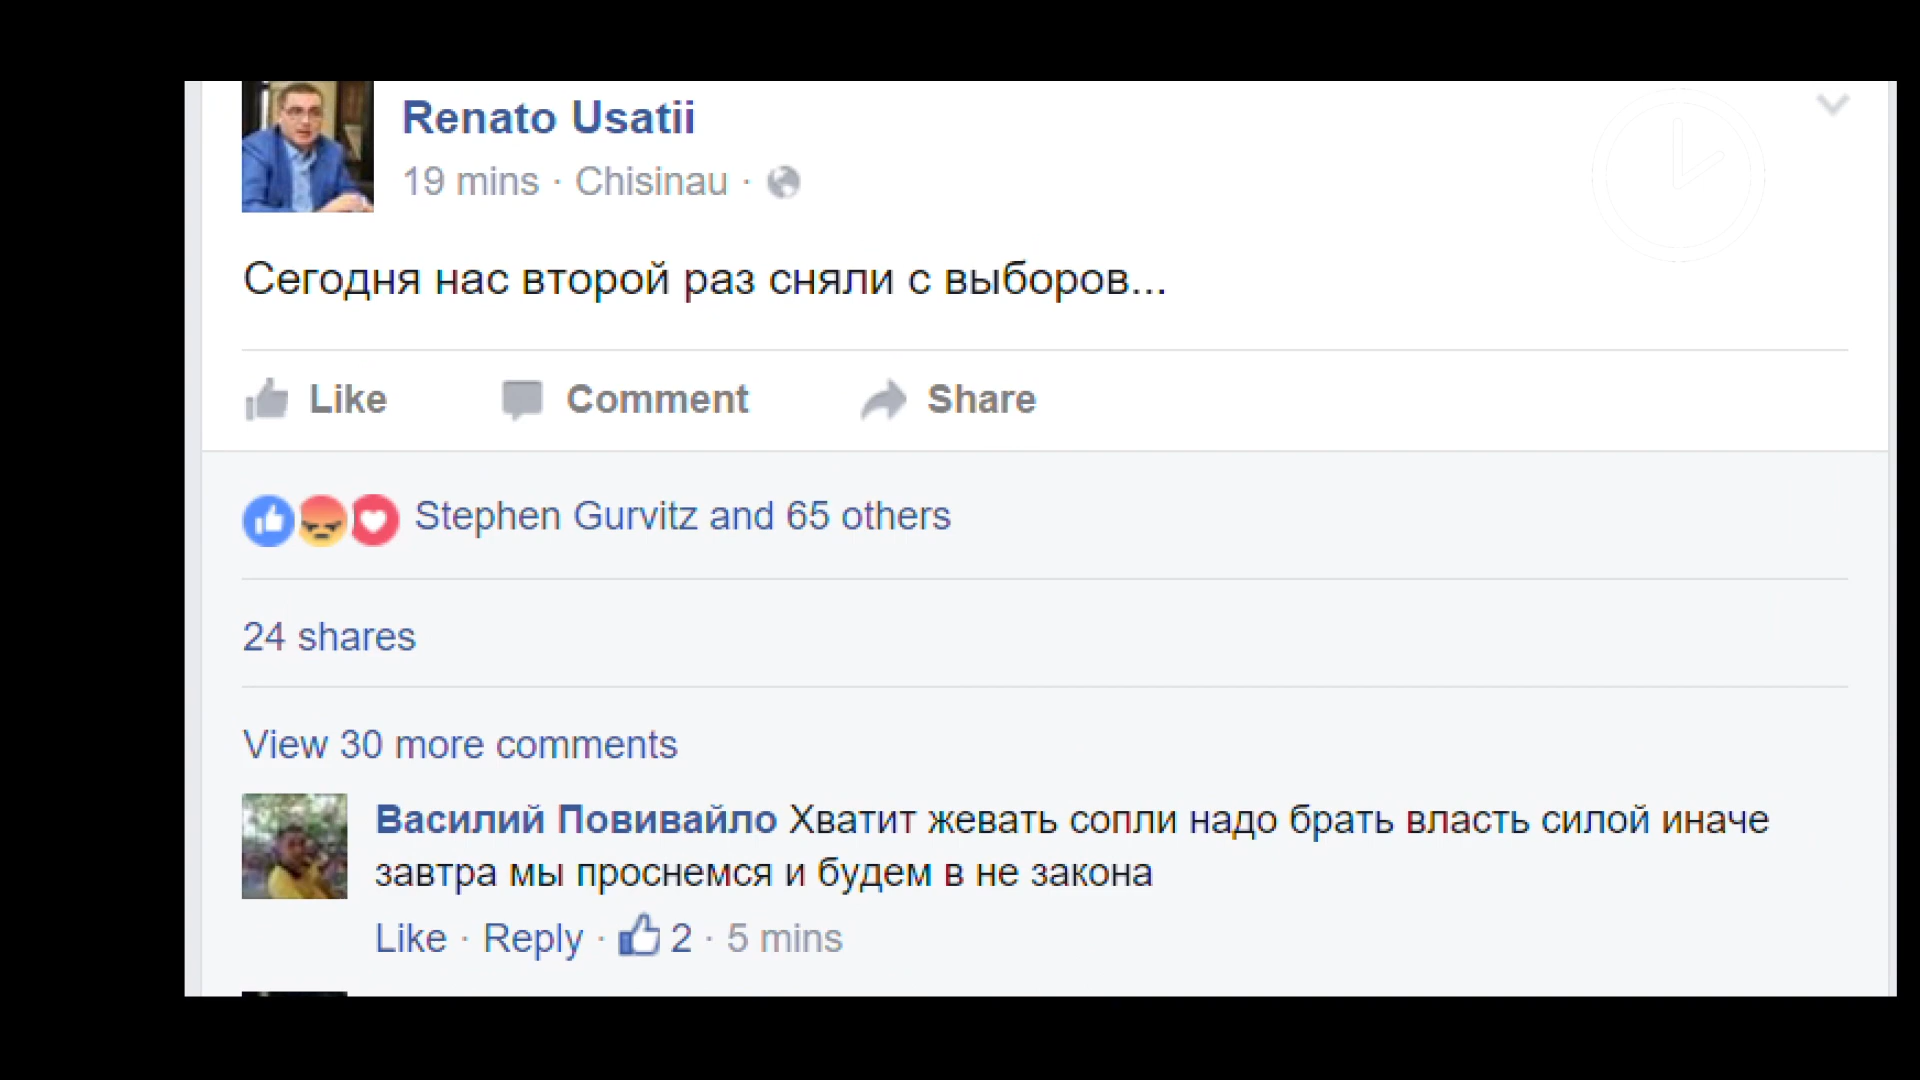 Renato Usatii
19 mins · Chisinau ·
Сегодня нас второй раз сняли с выборов...
Like Comment Share
Stephen Gurvitz and 65 others
24 shares
View 30 more comments
Василий Повивайло Хватит жевать сопли надо брать власть силой иначе
завтра мы проснемся и будем в не закона
Like · Reply · 2 · 5 mins